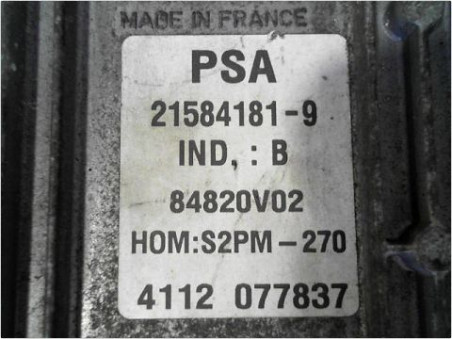 MADE IN FRANCE
PSA
21584181-9
IND. : B
84820V02
HOM:S2PM-270
4112 077837